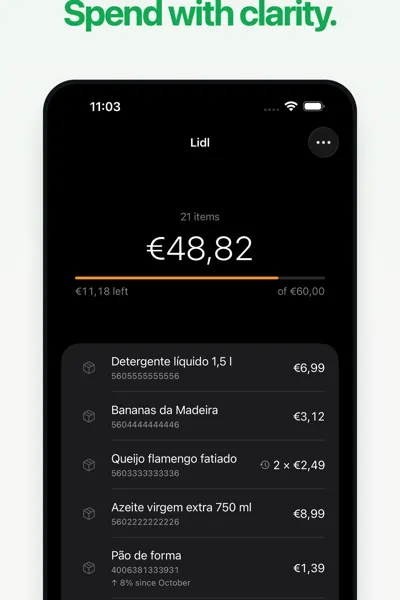 Spend with clarity.
11:03
Lidl
21 items
€48,82
€11,18 left
of €60,00
Detergente líquido 1,5 l
5605555555556
€6,99
Bananas da Madeira
5604444444446
€3,12
Queijo flamengo fatiado
5603333333336
2 × €2,49
Azeite virgem extra 750 ml
5602222222226
€8,99
Pão de forma
4006381333931
↑ 8% since October
€1,39